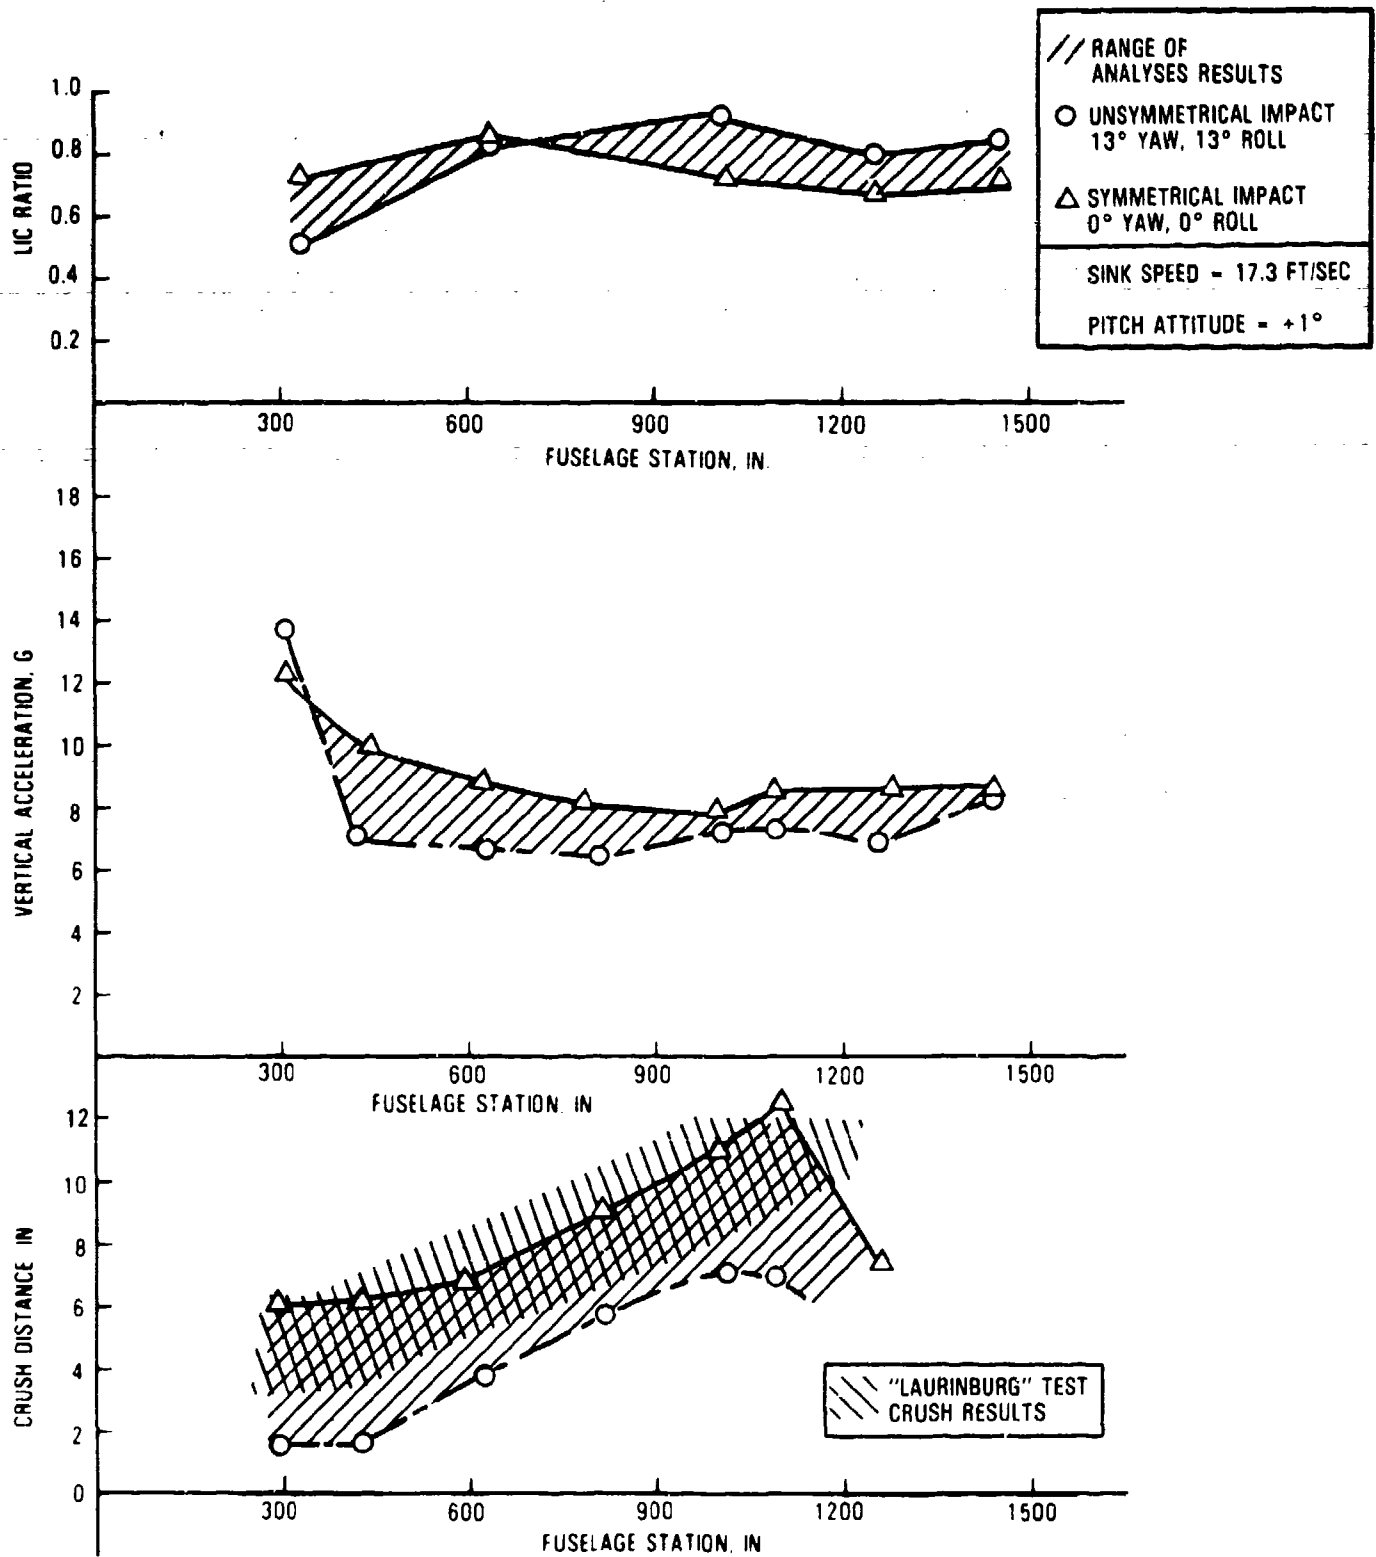 RANGE OF
ANALYSES RESULTS
UNSYMMETRICAL IMPACT
13° YAW, 13° ROLL
SYMMETRICAL IMPACT
0° YAW, 0° ROLL
SINK SPEED = 17.3 FT/SEC
PITCH ATTITUDE = +1°
LIC RATIO
1.0
0.8
0.6
0.4
0.2
300 600 900 1200 1500
FUSELAGE STATION, IN.
VERTICAL ACCELERATION, G
18
16
14
12
10
8
6
4
2
300 600 900 1200 1500
FUSELAGE STATION, IN
CRUSH DISTANCE IN
12
10
8
6
4
2
0
"LAURINBURG" TEST
CRUSH RESULTS
300 600 900 1200 1500
FUSELAGE STATION, IN